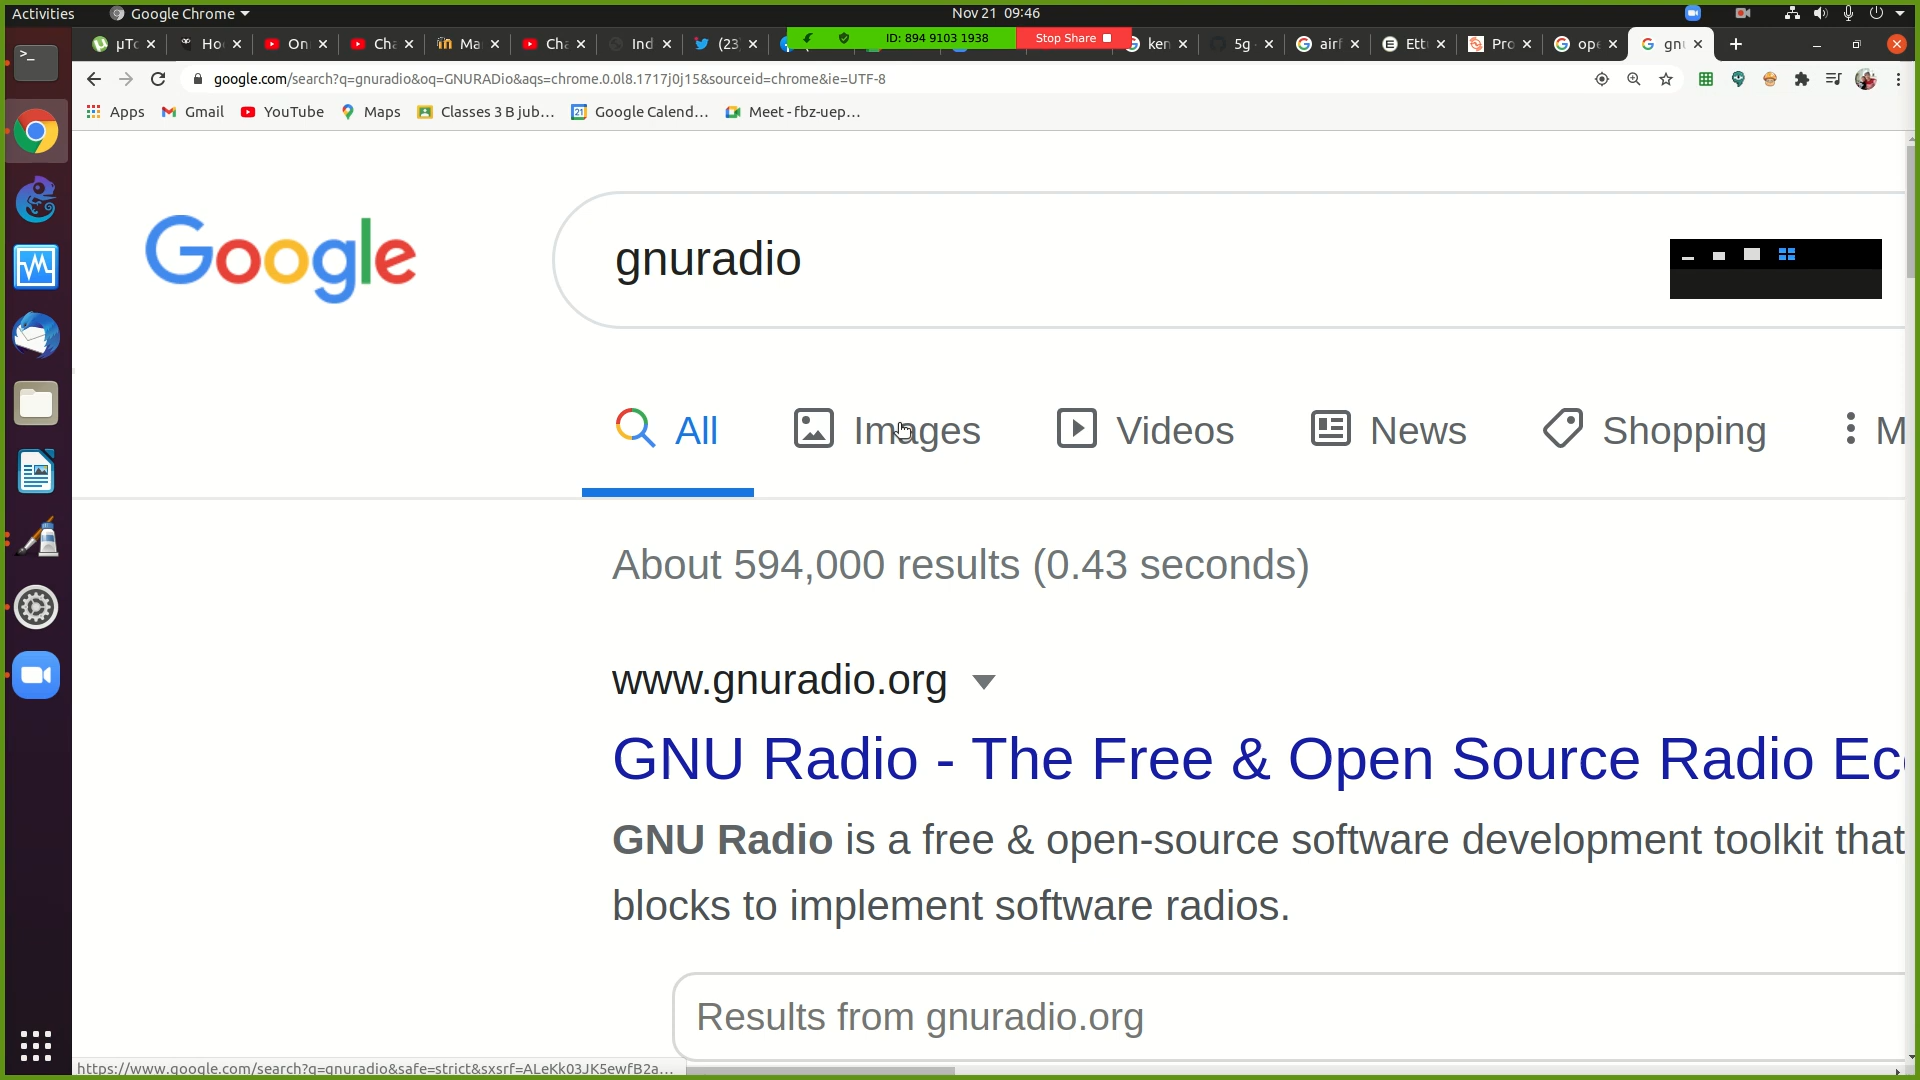 Activities Google Chrome Nov 21 09:46
µTo Ho On Cha Ma Cha Ind (23 ID: 894 9103 1938 Stop Share ken 5g airf Ettu Pro ope gnu
google.com/search?q=gnuradio&oq=GNURADio&aqs=chrome.0.0l8.1717j0j15&sourceid=chrome&ie=UTF-8
Apps Gmail YouTube Maps Classes 3 B jub... Google Calend... Meet - fbz-uep...
Google gnuradio
All Images Videos News Shopping M
About 594,000 results (0.43 seconds)
www.gnuradio.org
GNU Radio - The Free & Open Source Radio Ec
GNU Radio is a free & open-source software development toolkit that
blocks to implement software radios.
Results from gnuradio.org
https://www.google.com/search?q=gnuradio&safe=strict&sxsrf=ALeKk03JK5ewfB2a...